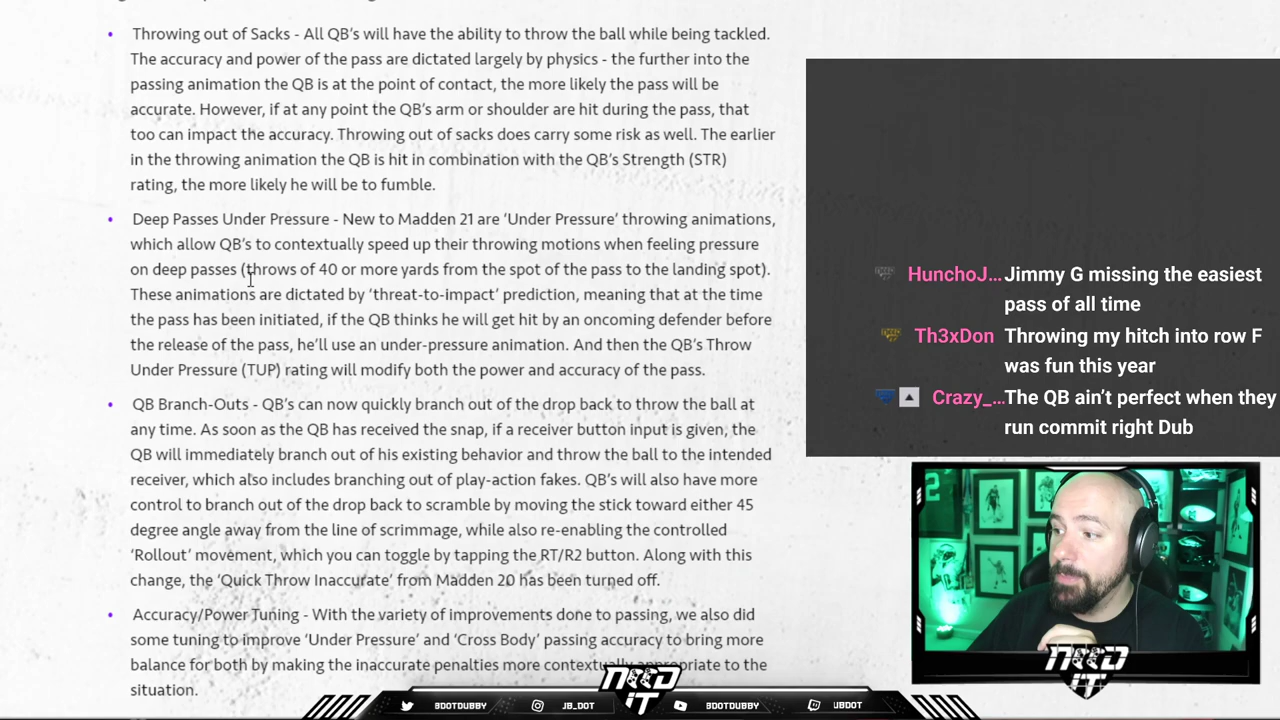 Throwing out of Sacks - All QB's will have the ability to throw the ball while being tackled.
The accuracy and power of the pass are dictated largely by physics - the further into the
passing animation the QB is at the point of contact, the more likely the pass will be
accurate. However, if at any point the QB's arm or shoulder are hit during the pass, that
too can impact the accuracy. Throwing out of sacks does carry some risk as well. The earlier
in the throwing animation the QB is hit in combination with the QB's Strength (STR)
rating, the more likely he will be to fumble.
Deep Passes Under Pressure - New to Madden 21 are 'Under Pressure' throwing animations,
which allow QB's to contextually speed up their throwing motions when feeling pressure
on deep passes (throws of 40 or more yards from the spot of the pass to the landing spot).
These animations are dictated by 'threat-to-impact' prediction, meaning that at the time
the pass has been initiated, if the QB thinks he will get hit by an oncoming defender before
the release of the pass, he'll use an under-pressure animation. And then the QB's Throw
Under Pressure (TUP) rating will modify both the power and accuracy of the pass.
QB Branch-Outs - QB's can now quickly branch out of the drop back to throw the ball at
any time. As soon as the QB has received the snap, if a receiver button input is given, the
QB will immediately branch out of his existing behavior and throw the ball to the intended
receiver, which also includes branching out of play-action fakes. QB's will also have more
control to branch out of the drop back to scramble by moving the stick toward either 45
degree angle away from the line of scrimmage, while also re-enabling the controlled
'Rollout' movement, which you can toggle by tapping the RT/R2 button. Along with this
change, the 'Quick Throw Inaccurate' from Madden 20 has been turned off.
Accuracy/Power Tuning - With the variety of improvements done to passing, we also did
some tuning to improve 'Under Pressure' and 'Cross Body' passing accuracy to bring more
balance for both by making the inaccurate penalties more contextually appropriate to the
situation.
HunchoJ... Jimmy G missing the easiest
pass of all time
Th3xDon Throwing my hitch into row F
was fun this year
Crazy_... The QB ain't perfect when they
run commit right Dub
NEED
IT
NEED
IT
BDOTDUBBY
JB_DOT
BDOTDUBBY
JBDOT